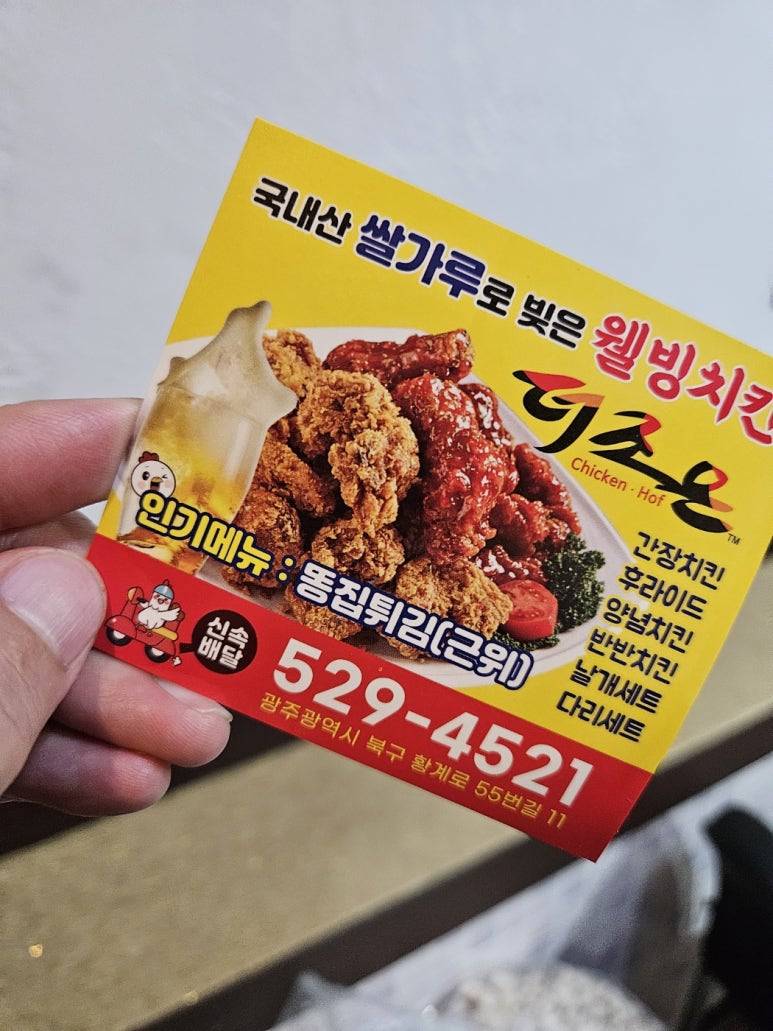 국내산 쌀가루로 빚은 웰빙치킨
더조은
Chicken · Hof
TM
간장치킨
후라이드
양념치킨
반반치킨
날개세트
다리세트
인기메뉴 : 똥집튀김(근위)
신속
배달
529-4521
광주광역시 북구 황계로 55번길 11